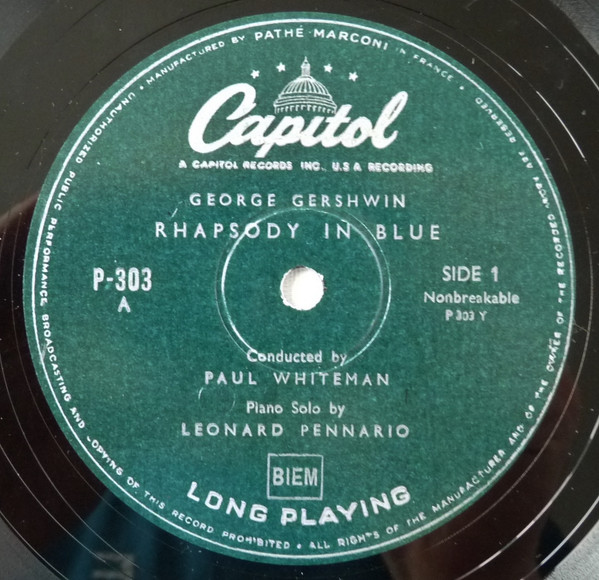 MANUFACTURED BY PATHÉ-MARCONI IN FRANCE • ALL RIGHTS OF THE MANUFACTURER AND OF THE OWNER OF THE RECORDED WORK RESERVED
UNAUTHORIZED PUBLIC PERFORMANCE BROADCASTING AND COPYING OF THIS RECORD PROHIBITED •
Capitol
A CAPITOL RECORDS INC. U.S.A. RECORDING
GEORGE GERSHWIN
RHAPSODY IN BLUE
P-303
A
SIDE 1
Nonbreakable
P 303 Y
Conducted by
PAUL WHITEMAN
Piano Solo by
LEONARD PENNARIO
BIEM
LONG PLAYING